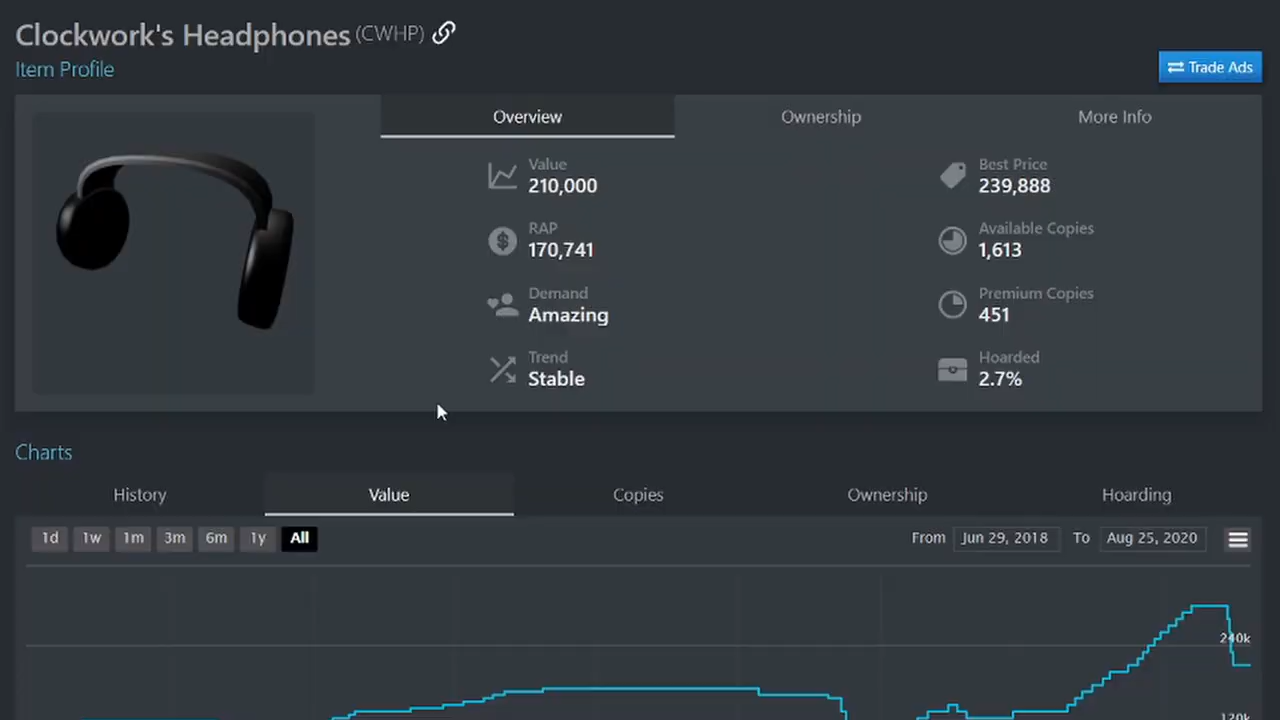 Clockwork's Headphones (CWHP)
Item Profile
Trade Ads
Overview Ownership More Info
Value
210,000
Best Price
239,888
RAP
170,741
Available Copies
1,613
Demand
Amazing
Premium Copies
451
Trend
Stable
Hoarded
2.7%
Charts
History Value Copies Ownership Hoarding
1d 1w 1m 3m 6m 1y All From Jun 29, 2018 To Aug 25, 2020
240k
120k